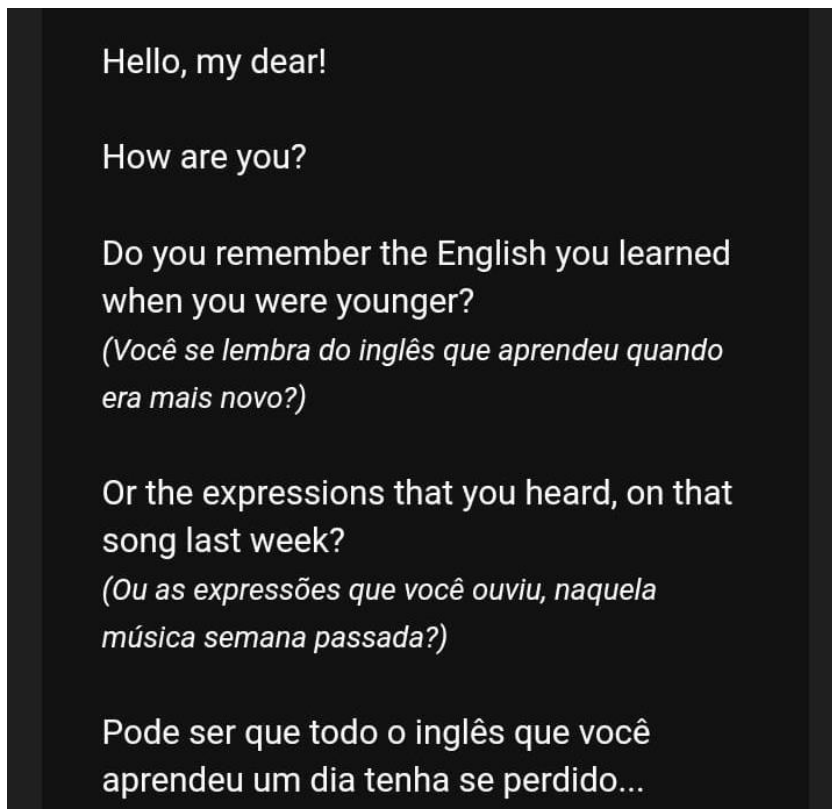 Hello, my dear!
How are you?
Do you remember the English you learned
when you were younger?
(Você se lembra do inglês que aprendeu quando
era mais novo?)
Or the expressions that you heard, on that
song last week?
(Ou as expressões que você ouviu, naquela
música semana passada?)
Pode ser que todo o inglês que você
aprendeu um dia tenha se perdido...